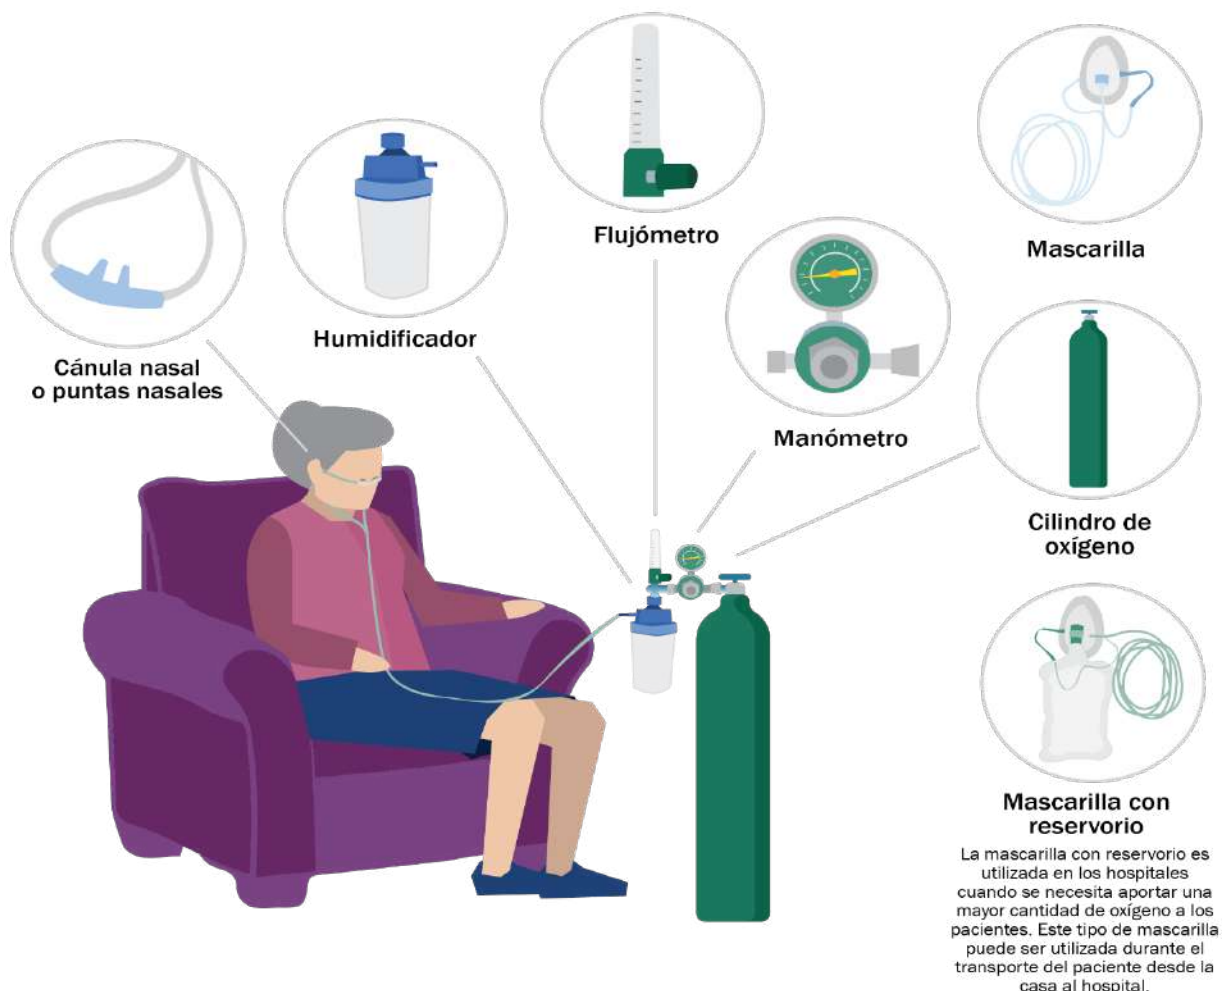 Flujómetro
Mascarilla
Humidificador
Cánula nasal
o puntas nasales
Manómetro
Cilindro de
oxígeno
Mascarilla con
reservorio
La mascarilla con reservorio es
utilizada en los hospitales
cuando se necesita aportar una
mayor cantidad de oxígeno a los
pacientes. Este tipo de mascarilla
puede ser utilizada durante el
transporte del paciente desde la
casa al hospital.